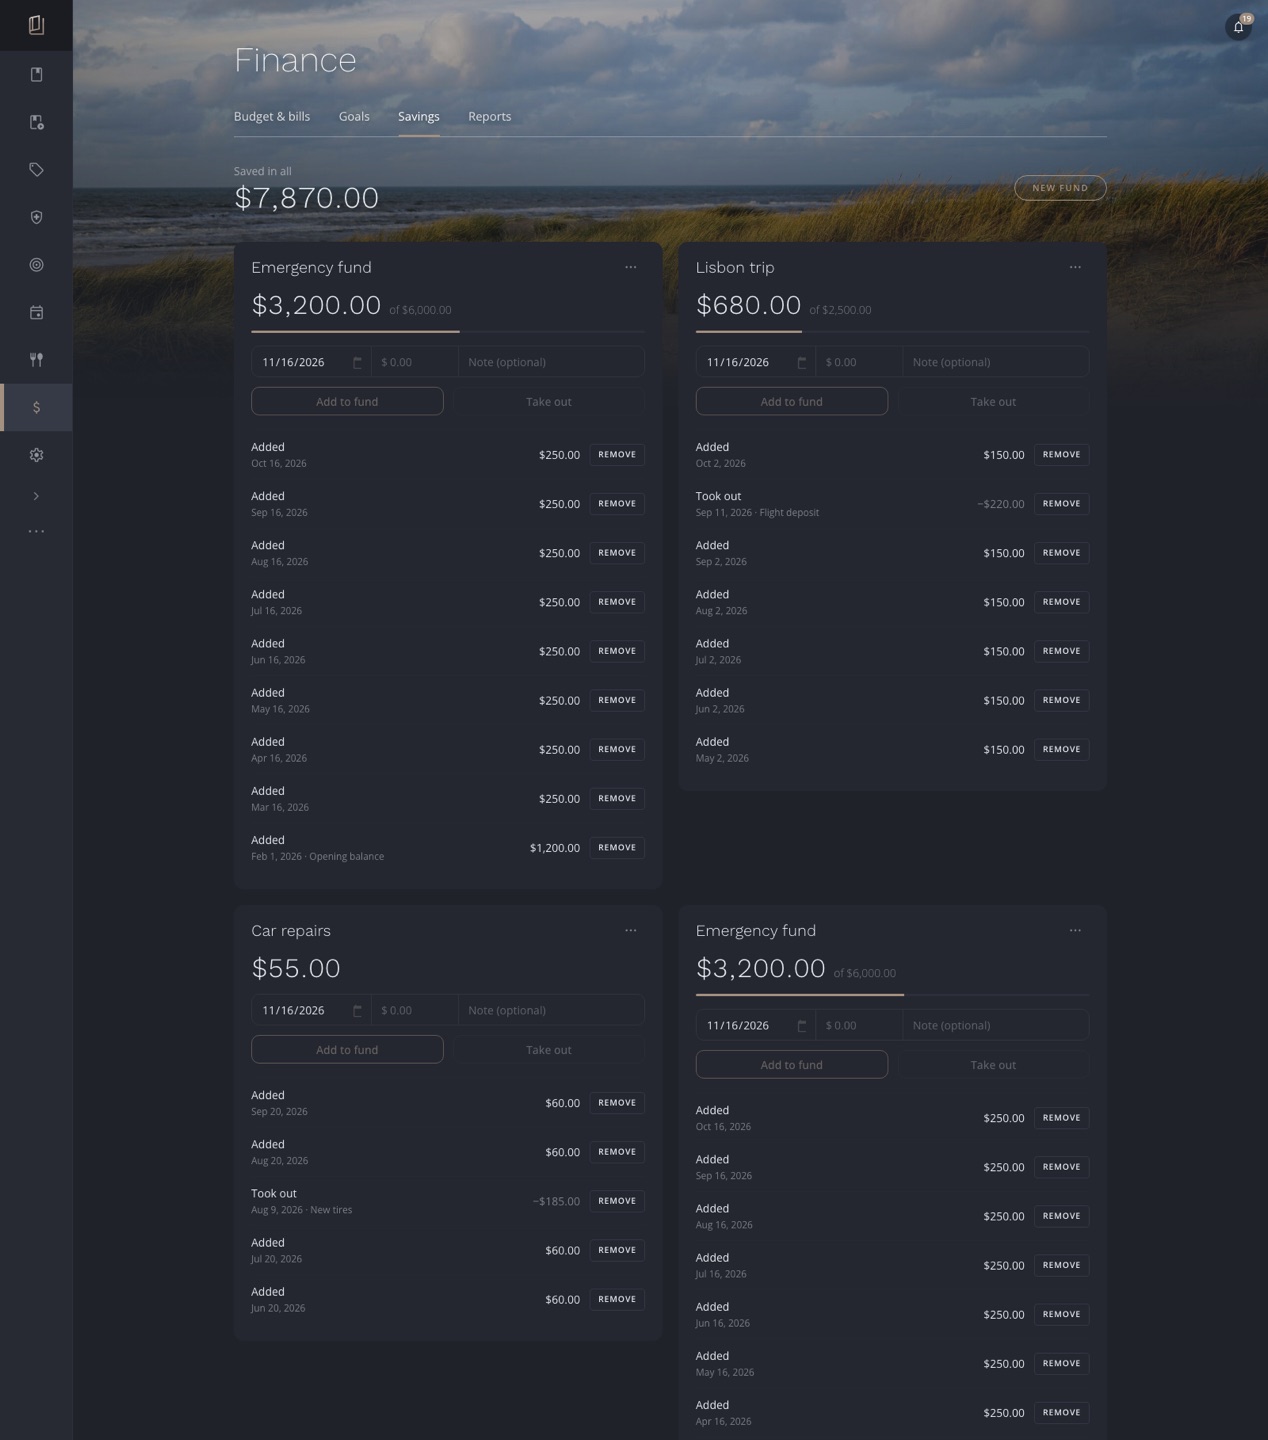 19
Finance
Budget & bills Goals Savings Reports
Saved in all
$7,870.00
NEW FUND
Emergency fund
$3,200.00 of $6,000.00
11/16/2026 $ 0.00 Note (optional)
Add to fund Take out
Added
Oct 16, 2026
$250.00 REMOVE
Added
Sep 16, 2026
$250.00 REMOVE
Added
Aug 16, 2026
$250.00 REMOVE
Added
Jul 16, 2026
$250.00 REMOVE
Added
Jun 16, 2026
$250.00 REMOVE
Added
May 16, 2026
$250.00 REMOVE
Added
Apr 16, 2026
$250.00 REMOVE
Added
Mar 16, 2026
$250.00 REMOVE
Added
Feb 1, 2026 · Opening balance
$1,200.00 REMOVE
Lisbon trip
$680.00 of $2,500.00
11/16/2026 $ 0.00 Note (optional)
Add to fund Take out
Added
Oct 2, 2026
$150.00 REMOVE
Took out
Sep 11, 2026 · Flight deposit
−$220.00 REMOVE
Added
Sep 2, 2026
$150.00 REMOVE
Added
Aug 2, 2026
$150.00 REMOVE
Added
Jul 2, 2026
$150.00 REMOVE
Added
Jun 2, 2026
$150.00 REMOVE
Added
May 2, 2026
$150.00 REMOVE
Car repairs
$55.00
11/16/2026 $ 0.00 Note (optional)
Add to fund Take out
Added
Sep 20, 2026
$60.00 REMOVE
Added
Aug 20, 2026
$60.00 REMOVE
Took out
Aug 9, 2026 · New tires
−$185.00 REMOVE
Added
Jul 20, 2026
$60.00 REMOVE
Added
Jun 20, 2026
$60.00 REMOVE
Emergency fund
$3,200.00 of $6,000.00
11/16/2026 $ 0.00 Note (optional)
Add to fund Take out
Added
Oct 16, 2026
$250.00 REMOVE
Added
Sep 16, 2026
$250.00 REMOVE
Added
Aug 16, 2026
$250.00 REMOVE
Added
Jul 16, 2026
$250.00 REMOVE
Added
Jun 16, 2026
$250.00 REMOVE
Added
May 16, 2026
$250.00 REMOVE
Added
Apr 16, 2026
$250.00 REMOVE